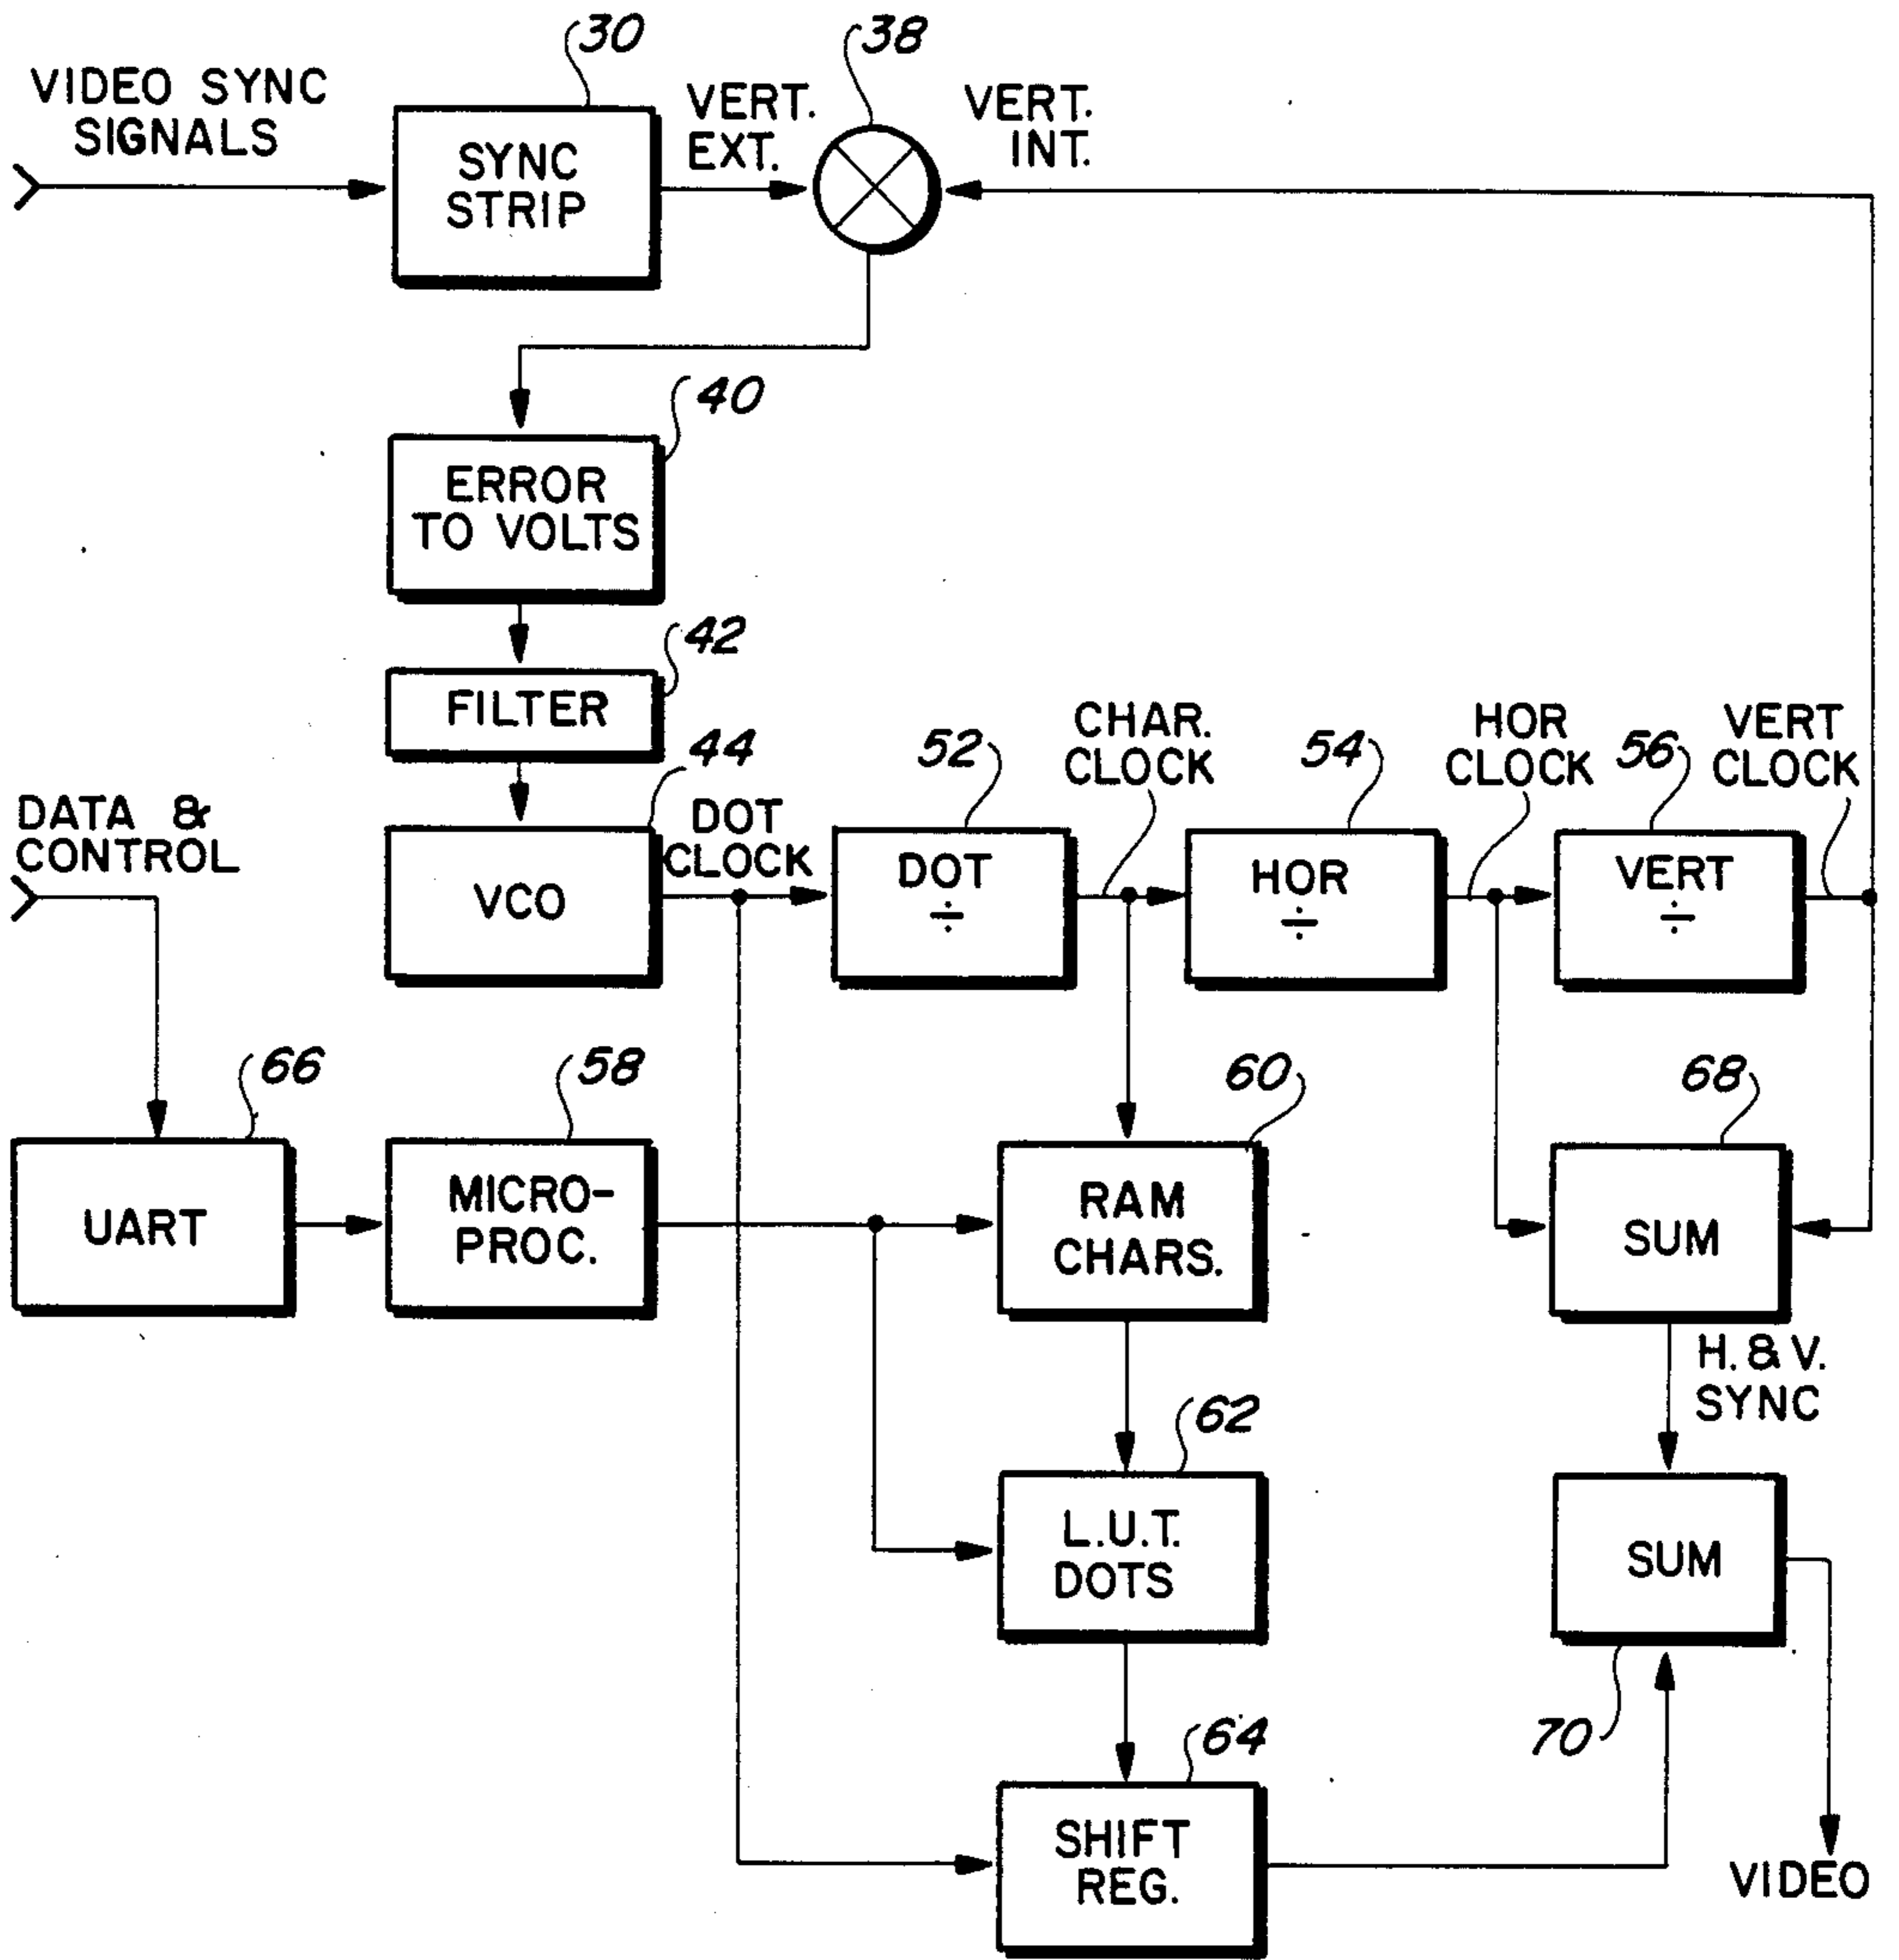 30
38
VIDEO SYNC
SIGNALS
VERT.
EXT.
VERT.
INT.
SYNC
STRIP
40
ERROR
TO VOLTS
42
FILTER
44
DOT
CLOCK
52
CHAR.
CLOCK
54
HOR
CLOCK
56
VERT
CLOCK
DATA &
CONTROL
VCO
DOT
÷
HOR
÷
VERT
÷
66
58
60
68
UART
MICRO-
PROC.
RAM
CHARS.
SUM
H. & V.
SYNC
62
L.U.T.
DOTS
SUM
64
70
SHIFT
REG.
VIDEO